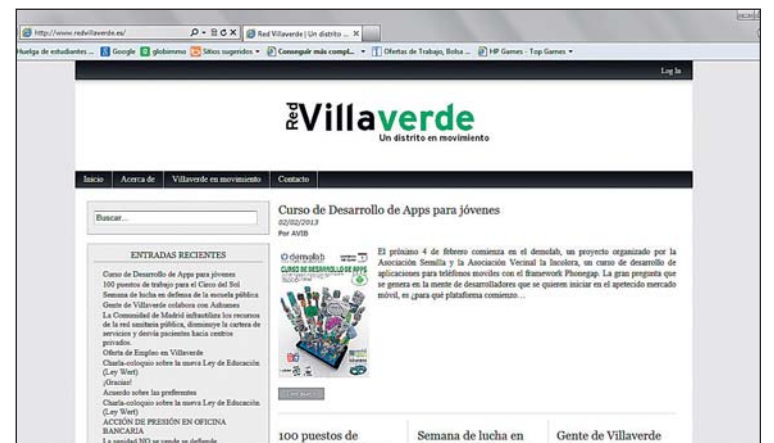 http://www.redvillaverde.es/
Red Villaverde | Un distrito ...
Huelga de estudiantes ...
Google
globimmo
Sitios sugeridos
Conseguir más compl...
Ofertas de Trabajo, Bolsa ...
HP Games - Top Games
Log In
Red Villaverde
Un distrito en movimiento
Inicio
Acerca de
Villaverde en movimiento
Contacto
Buscar...
ENTRADAS RECIENTES
Curso de Desarrollo de Apps para jóvenes
100 puestos de trabajo para el Circo del Sol
Semana de lucha en defensa de la escuela pública
Gente de Villaverde colabora con
La Comunidad de Madrid infrautiliza los recursos
de la red sanitaria pública, disminuye la cartera de
servicios y desvía pacientes hacia centros
privados.
Oferta de Empleo en Villaverde
Charla-coloquio sobre la nueva Ley de Educación
(Ley Wert)
¡Gracias!
Acuerdo sobre las preferentes
Charla-coloquio sobre la nueva Ley de Educación
(Ley Wert)
ACCIÓN DE PRESIÓN EN OFICINA
BANCARIA
La sanidad NO se vende se defiende
Curso de Desarrollo de Apps para jóvenes
02/02/2013
Por AVIB
demolab
CURSO DE DESARROLLO DE APPS
El próximo 4 de febrero comienza en el demolab, un proyecto organizado por la
Asociación Semilla y la Asociación Vecinal la Incolora, un curso de desarrollo de
aplicaciones para teléfonos moviles con el framework Phonegap. La gran pregunta que
se genera en la mente de desarrolladores que se quieren iniciar en el apetecido mercado
móvil, es ¿para qué plataforma comienzo...
100 puestos de
Semana de lucha en
Gente de Villaverde